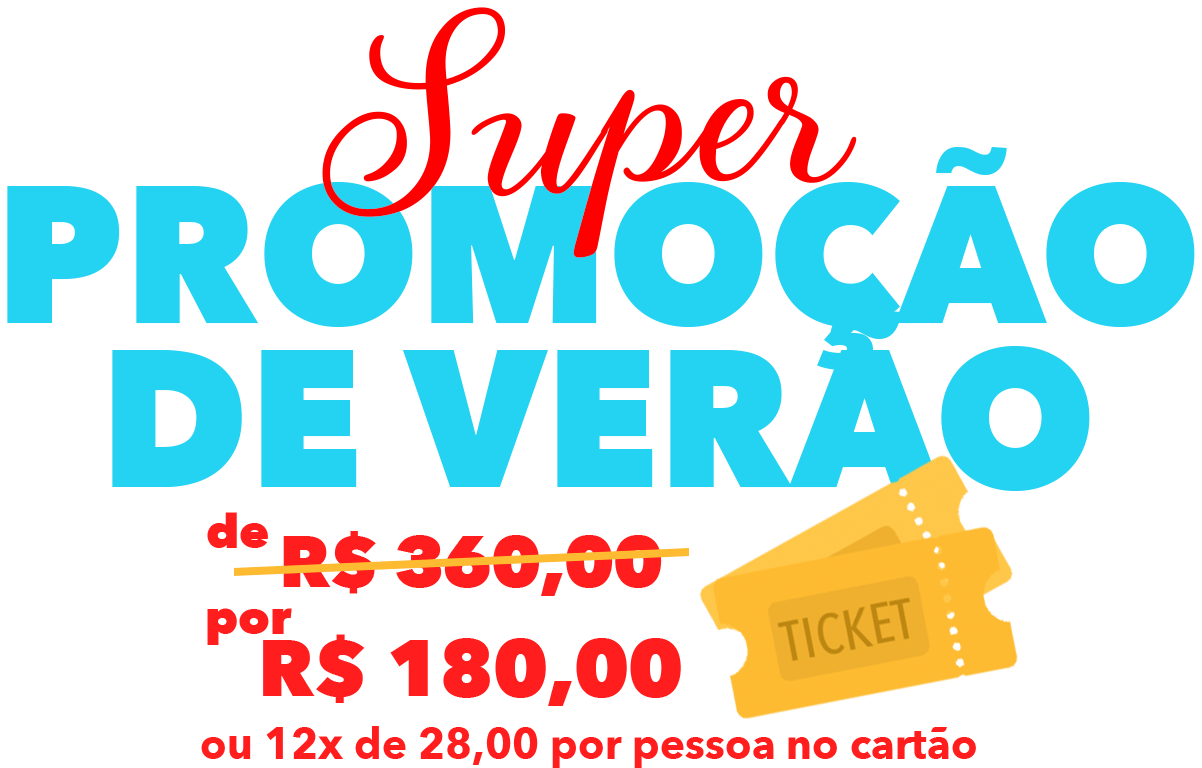 Super
PROMOÇÃO
DE VERÃO
de R$ 360,00
por
R$ 180,00
ou 12x de 28,00 por pessoa no cartão
TICKET